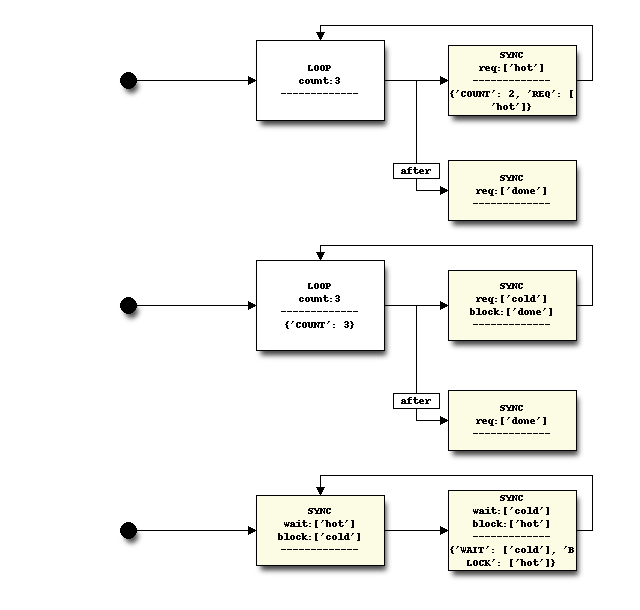 LOOP
count:3
-------------
SYNC
req:['hot']
-------------
{'COUNT': 2, 'REQ': [
'hot']}
after
SYNC
req:['done']
-------------
LOOP
count:3
-------------
{'COUNT': 3}
SYNC
req:['cold']
block:['done']
-------------
after
SYNC
req:['done']
-------------
SYNC
wait:['hot']
block:['cold']
-------------
SYNC
wait:['cold']
block:['hot']
-------------
{'WAIT': ['cold'], 'B
LOCK': ['hot']}